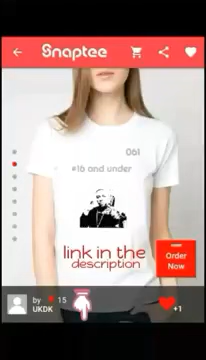 Snaptee
061
#16 and under
link in the
description
Order
Now
by ♥ 15
UKDK
+1